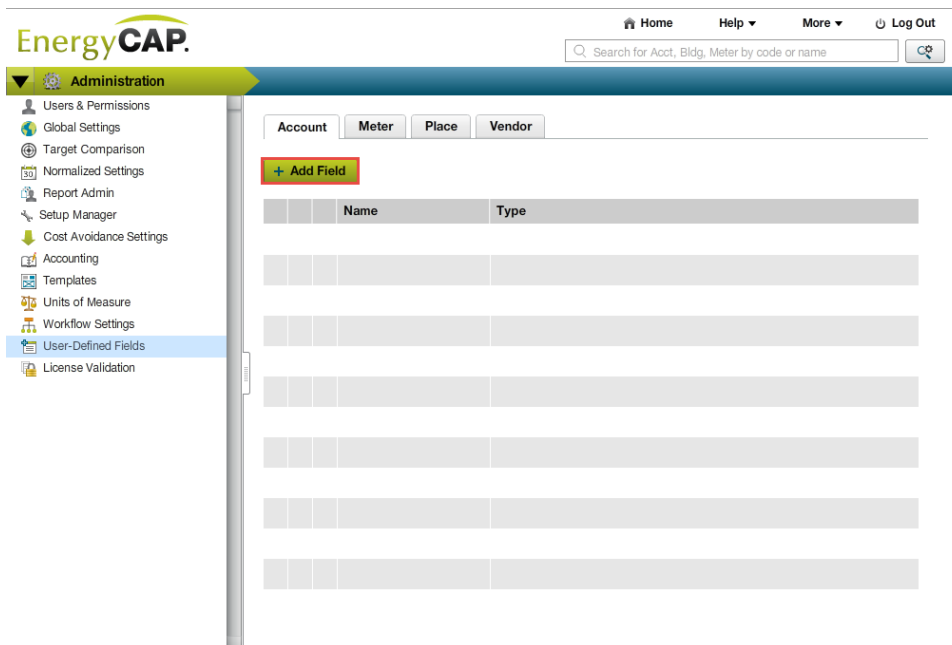 Home Help More Log Out
EnergyCAP.
Search for Acct, Bldg, Meter by code or name
Administration
Users & Permissions
Global Settings
Target Comparison
30 Normalized Settings
Report Admin
Setup Manager
Cost Avoidance Settings
Accounting
Templates
Units of Measure
Workflow Settings
User-Defined Fields
License Validation
Account Meter Place Vendor
+ Add Field
Name Type